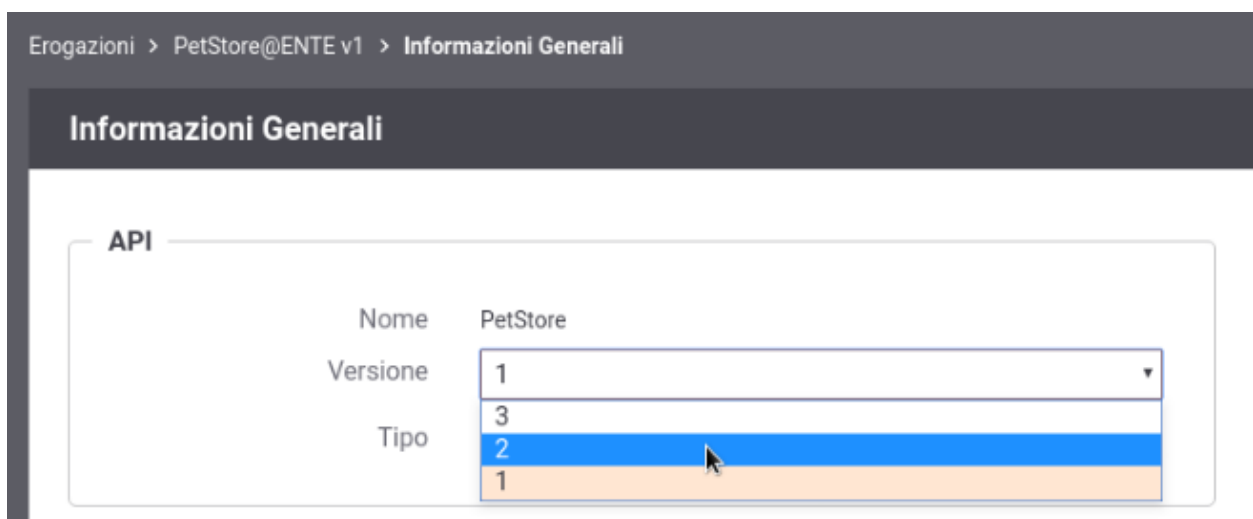 Erogazioni > PetStore@ENTE v1 > Informazioni Generali
Informazioni Generali
API
Nome PetStore
Versione 1
3
Tipo
2
1